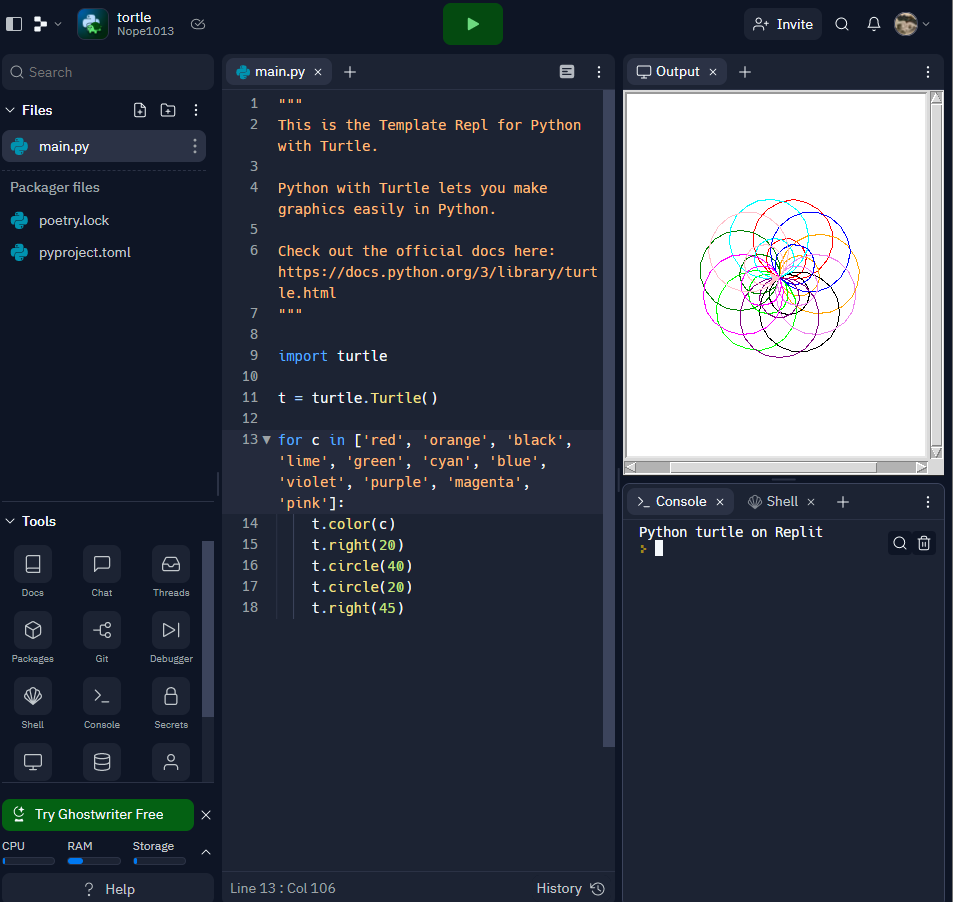 tortle
Nope1013
Invite
Search
Files
main.py
Packager files
poetry.lock
pyproject.toml
Tools
Docs
Chat
Threads
Packages
Git
Debugger
Shell
Console
Secrets
Try Ghostwriter Free
CPU
RAM
Storage
? Help
main.py
1 """
2 This is the Template Repl for Python
with Turtle.
3
4 Python with Turtle lets you make
graphics easily in Python.
5
6 Check out the official docs here:
https://docs.python.org/3/library/turt
le.html
7 """
8
9 import turtle
10
11 t = turtle.Turtle()
12
13 for c in ['red', 'orange', 'black',
'lime', 'green', 'cyan', 'blue',
'violet', 'purple', 'magenta',
'pink']:
14 t.color(c)
15 t.right(20)
16 t.circle(40)
17 t.circle(20)
18 t.right(45)
Line 13 : Col 106
History
Output
Console
Shell
Python turtle on Replit